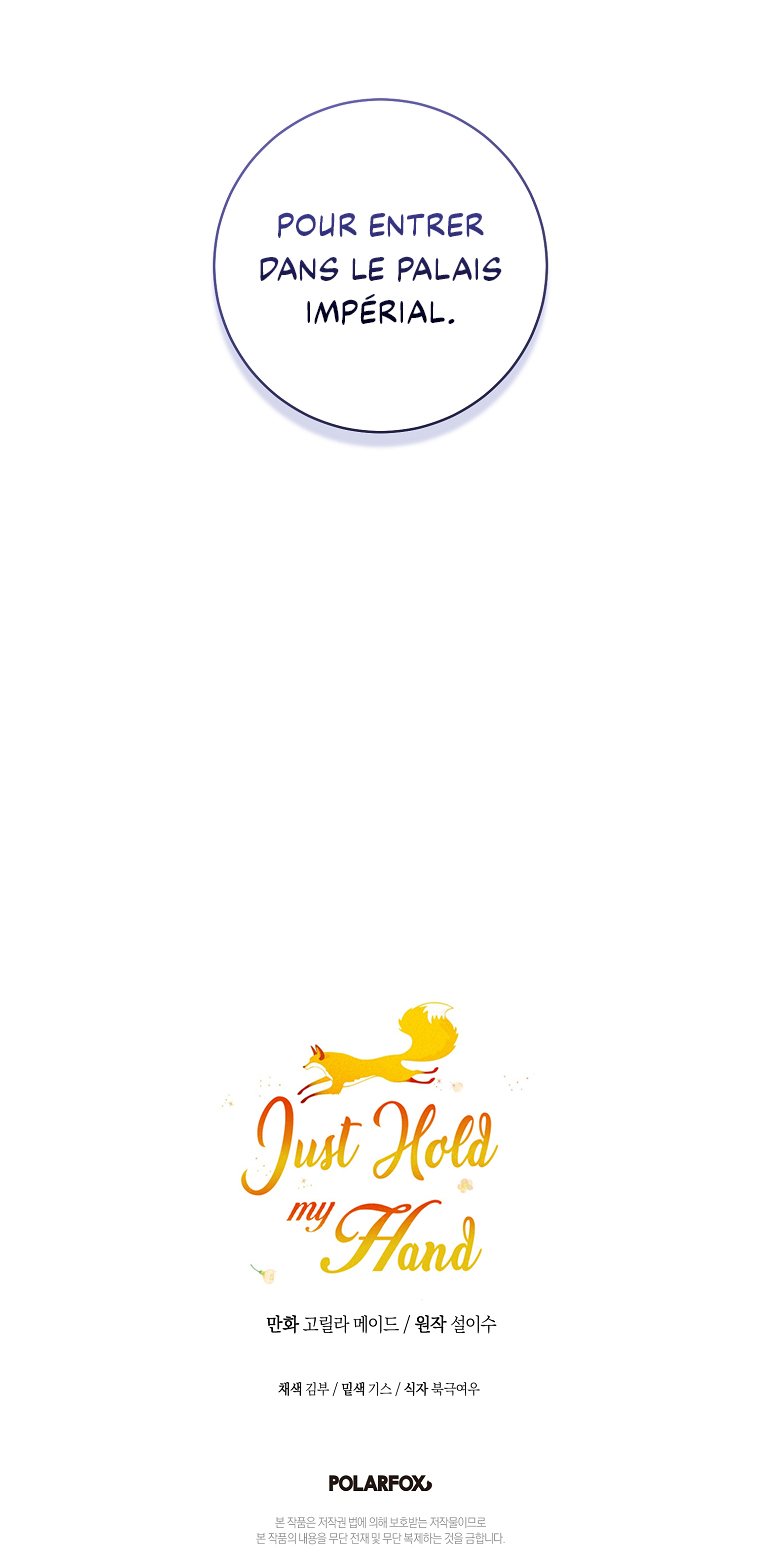 POUR ENTRER
DANS LE PALAIS
IMPÉRIAL.
Just Hold
my Hand
만화 고릴라 메이드 / 원작 설이수
채색 김부 / 밑색 기스 / 식자 북극여우
POLARFOX
본 작품은 저작권 법에 의해 보호받는 저작물이므로
본 작품의 내용을 무단 전재 및 무단 복제하는 것을 금합니다.